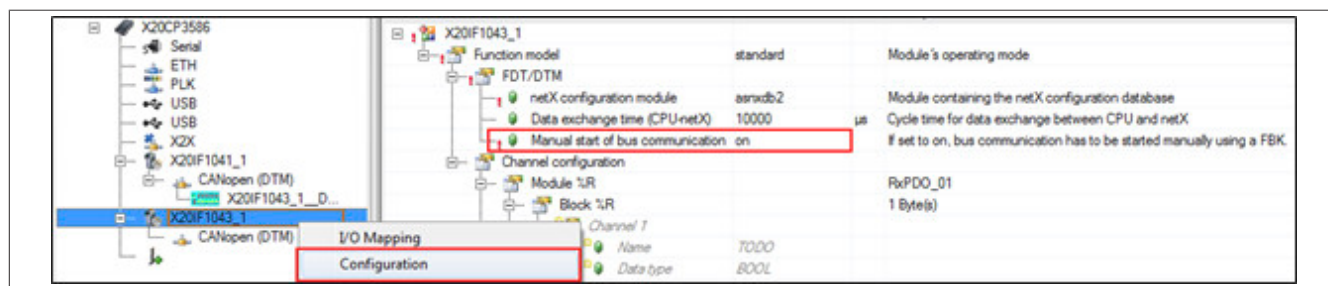 X20CP3586
Serial
ETH
PLK
USB
USB
X2X
X20IF1041_1
CANopen (DTM)
X20IF1043_1__D...
X20IF1043_1
CANopen (DTM)
I/O Mapping
Configuration
X20IF1043_1
Function model standard Module's operating mode
FDT/DTM
netX configuration module asnxdb2 Module containing the netX configuration database
Data exchange time (CPU-netX) 10000 µs Cycle time for data exchange between CPU and netX
Manual start of bus communication on If set to on, bus communication has to be started manually using a FBK.
Channel configuration
Module %R RxPDO_01
Block %R 1 Byte(s)
Channel 1
Name TODO
Data type BOOL